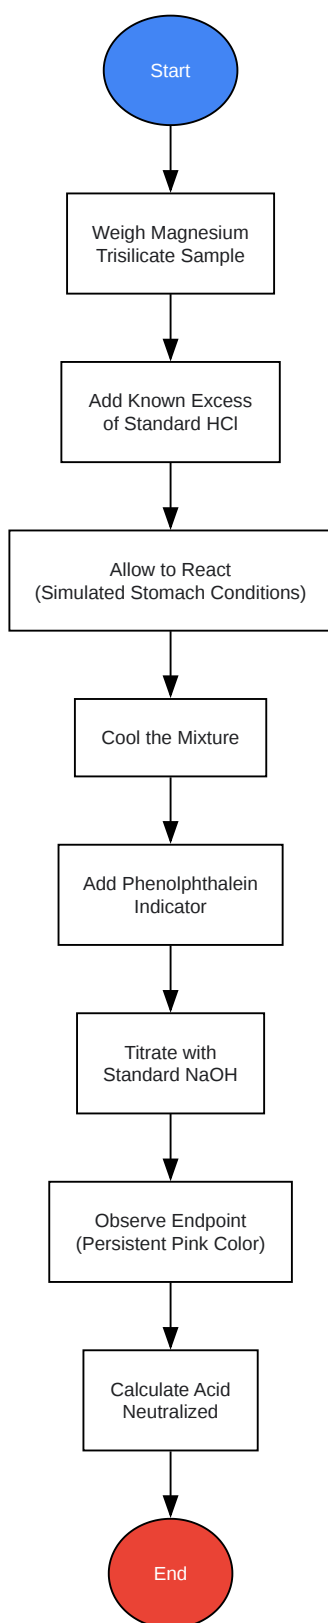 Start
Weigh Magnesium
Trisilicate Sample
Add Known Excess
of Standard HCl
Allow to React
(Simulated Stomach Conditions)
Cool the Mixture
Add Phenolphthalein
Indicator
Titrate with
Standard NaOH
Observe Endpoint
(Persistent Pink Color)
Calculate Acid
Neutralized
End